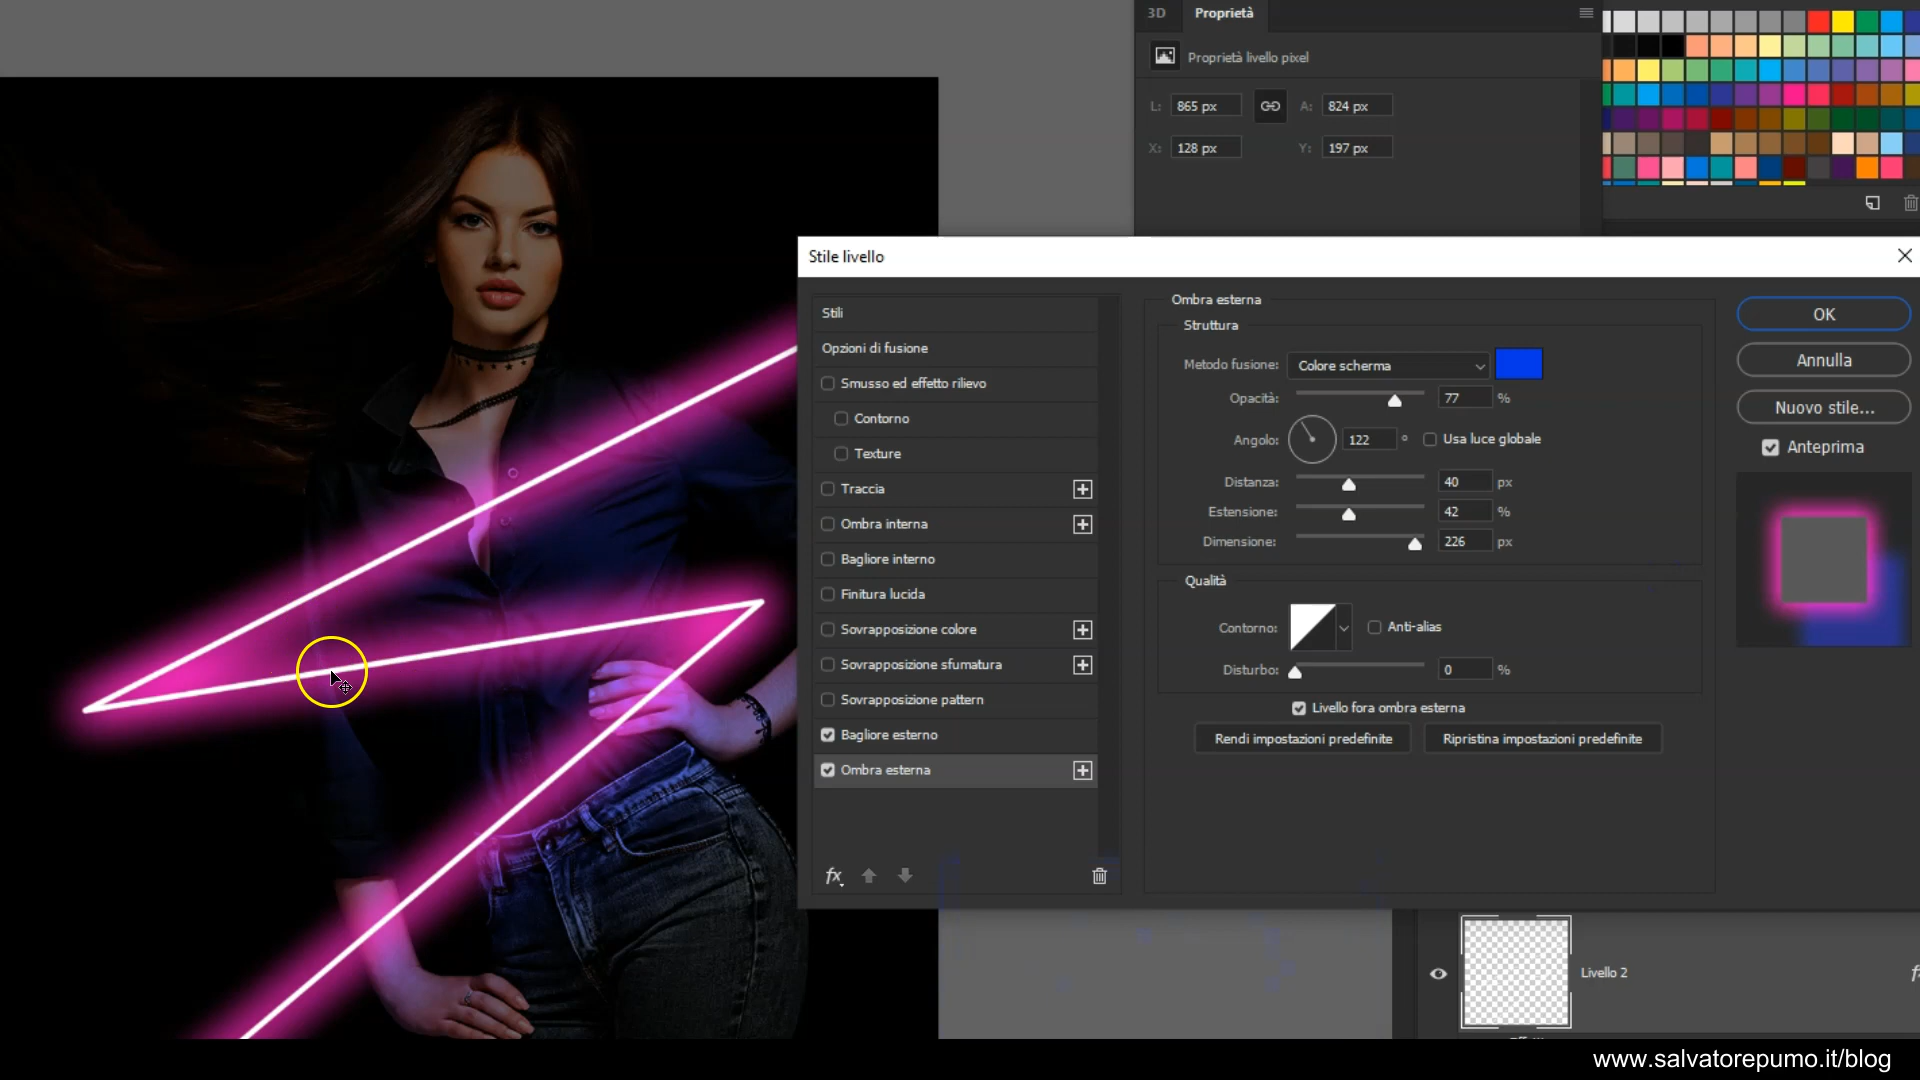 3D
Proprietà
Proprietà livello pixel
L: 865 px
A: 824 px
X: 128 px
Y: 197 px
Stile livello
Stili
Opzioni di fusione
Smusso ed effetto rilievo
Contorno
Texture
Traccia
Ombra interna
Bagliore interno
Finitura lucida
Sovrapposizione colore
Sovrapposizione sfumatura
Sovrapposizione pattern
Bagliore esterno
Ombra esterna
fx
Ombra esterna
Struttura
Metodo fusione: Colore scherma
Opacità: 77 %
Angolo: 122 ° Usa luce globale
Distanza: 40 px
Estensione: 42 %
Dimensione: 226 px
Qualità
Contorno: Anti-alias
Disturbo: 0 %
Livello fora ombra esterna
Rendi impostazioni predefinite
Ripristina impostazioni predefinite
OK
Annulla
Nuovo stile...
Anteprima
Livello 2
www.salvatorepumo.it/blog